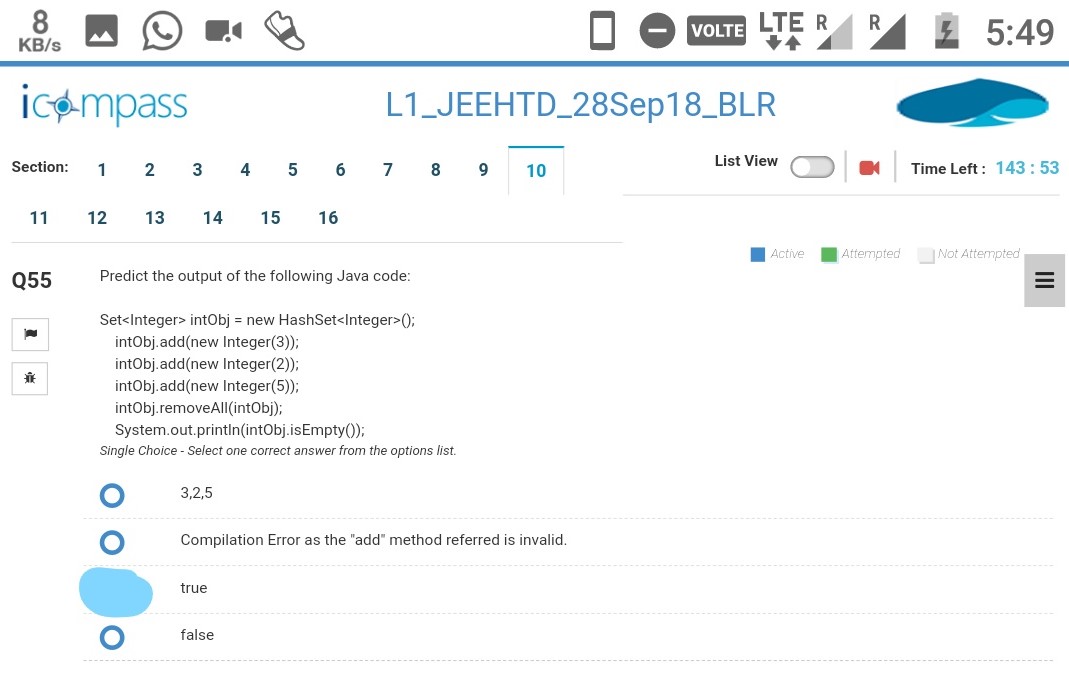 8
KB/s
VOLTE
LTE
R
R
5:49
icompass
L1_JEEHTD_28Sep18_BLR
Section: 1 2 3 4 5 6 7 8 9 10
List View
Time Left : 143 : 53
11 12 13 14 15 16
Active Attempted Not Attempted
Q55
Predict the output of the following Java code:
Set<Integer> intObj = new HashSet<Integer>();
intObj.add(new Integer(3));
intObj.add(new Integer(2));
intObj.add(new Integer(5));
intObj.removeAll(intObj);
System.out.println(intObj.isEmpty());
Single Choice - Select one correct answer from the options list.
3,2,5
Compilation Error as the "add" method referred is invalid.
true
false